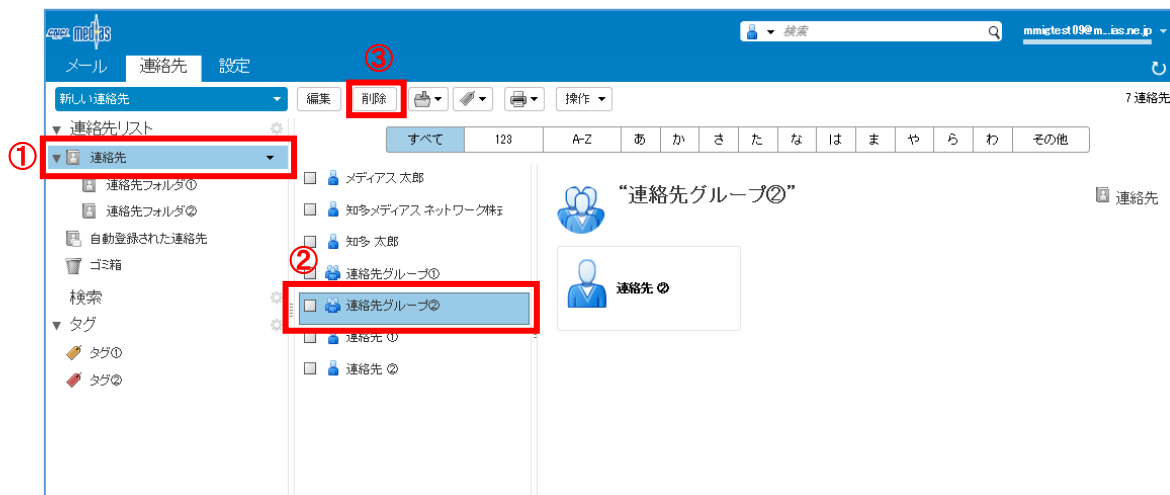 CCNC medias
検索
mmigtest09@m...ias.ne.jp
メール 連絡先 設定
③
新しい連絡先
編集 削除 操作
7 連絡先
連絡先リスト
すべて 123 A-Z あ か さ た な は ま や ら わ その他
①
連絡先
連絡先フォルダ①
連絡先フォルダ②
自動登録された連絡先
ゴミ箱
検索
タグ
タグ①
タグ②
メディアス 太郎
知多メディアス ネットワーク株
知多 太郎
②
連絡先グループ①
連絡先グループ②
連絡先 ①
連絡先 ②
“連絡先グループ②”
連絡先
連絡先 ②